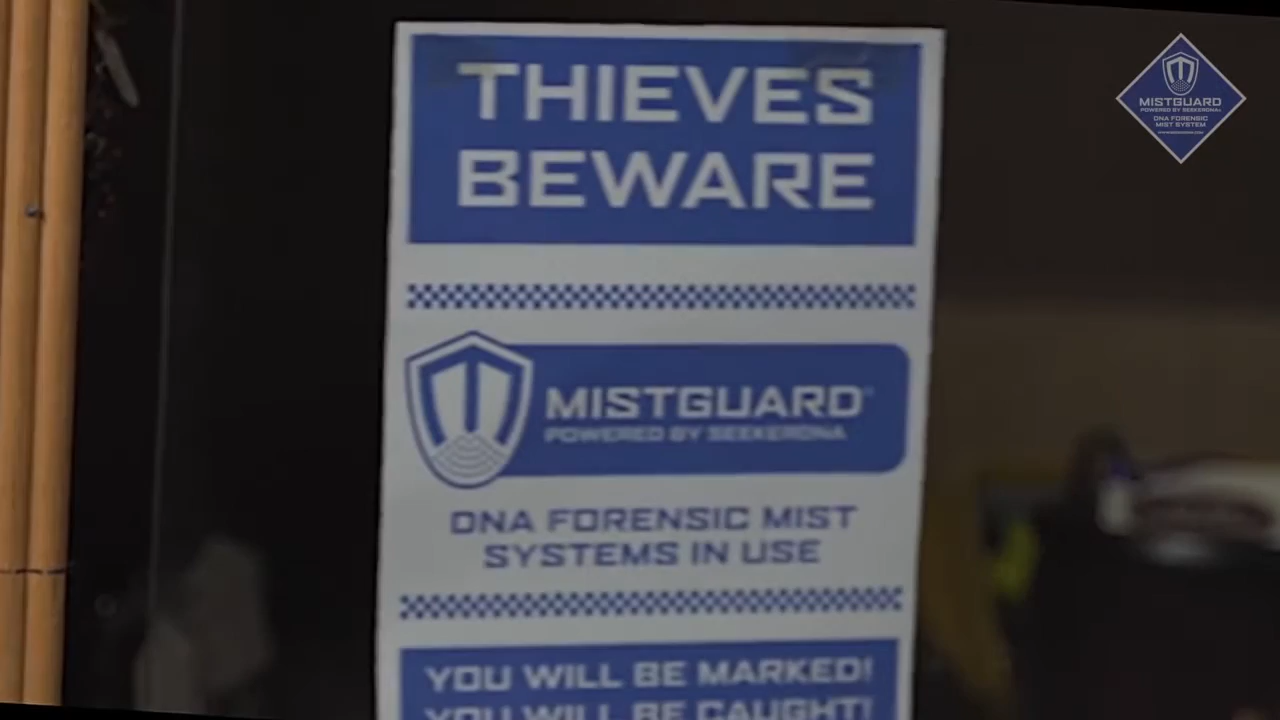 THIEVES
BEWARE
MISTGUARD
POWERED BY SEEKERDNA
DNA FORENSIC MIST
SYSTEMS IN USE
YOU WILL BE MARKED!
YOU WILL BE CAUGHT!
MISTGUARD
POWERED BY SEEKERDNA
DNA FORENSIC
MIST SYSTEM